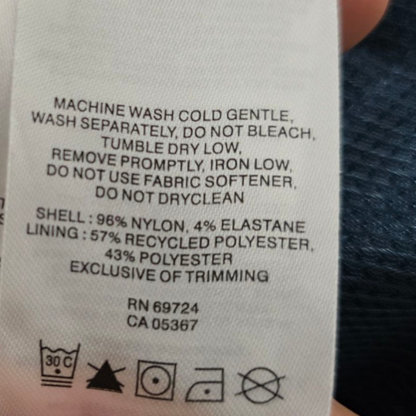 MACHINE WASH COLD GENTLE,
WASH SEPARATELY, DO NOT BLEACH,
TUMBLE DRY LOW,
REMOVE PROMPTLY, IRON LOW,
DO NOT USE FABRIC SOFTENER,
DO NOT DRYCLEAN
SHELL : 96% NYLON, 4% ELASTANE
LINING : 57% RECYCLED POLYESTER,
43% POLYESTER
EXCLUSIVE OF TRIMMING
RN 69724
CA 05367
30 C